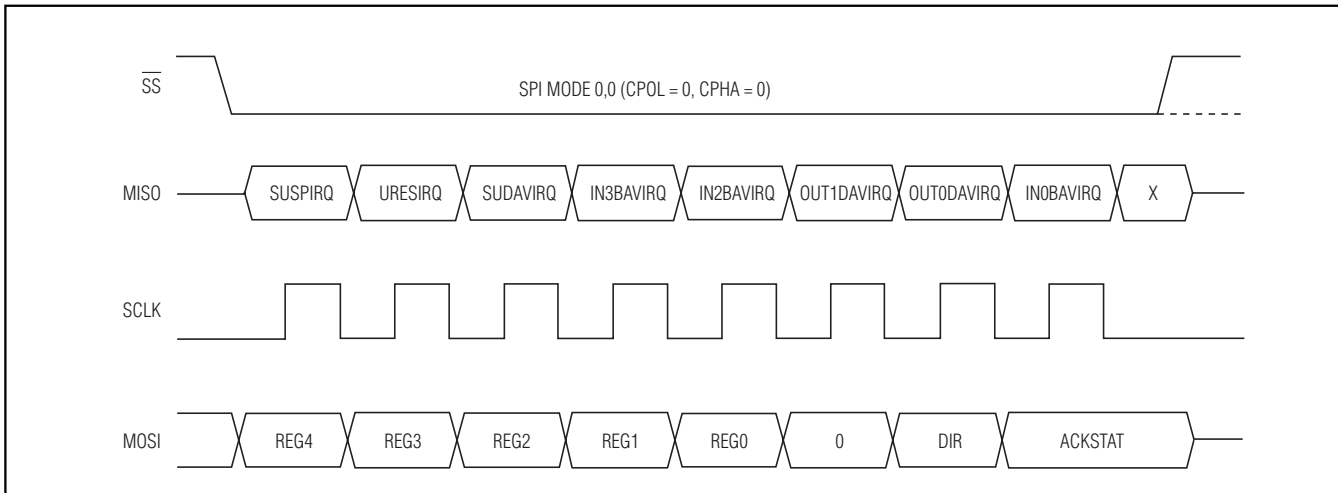 SS
SPI MODE 0,0 (CPOL = 0, CPHA = 0)
MISO SUSPIRQ URESIRQ SUDAVIRQ IN3BAVIRQ IN2BAVIRQ OUT1DAVIRQ OUT0DAVIRQ IN0BAVIRQ X
SCLK
MOSI REG4 REG3 REG2 REG1 REG0 0 DIR ACKSTAT